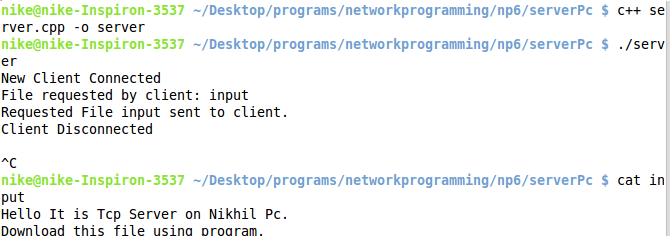 nike@nike-Inspiron-3537 ~/Desktop/programs/networkprogramming/np6/serverPc $ c++ se
rver.cpp -o server
nike@nike-Inspiron-3537 ~/Desktop/programs/networkprogramming/np6/serverPc $ ./serv
er
New Client Connected
File requested by client: input
Requested File input sent to client.
Client Disconnected
^C
nike@nike-Inspiron-3537 ~/Desktop/programs/networkprogramming/np6/serverPc $ cat in
put
Hello It is Tcp Server on Nikhil Pc.
Download this file using program.